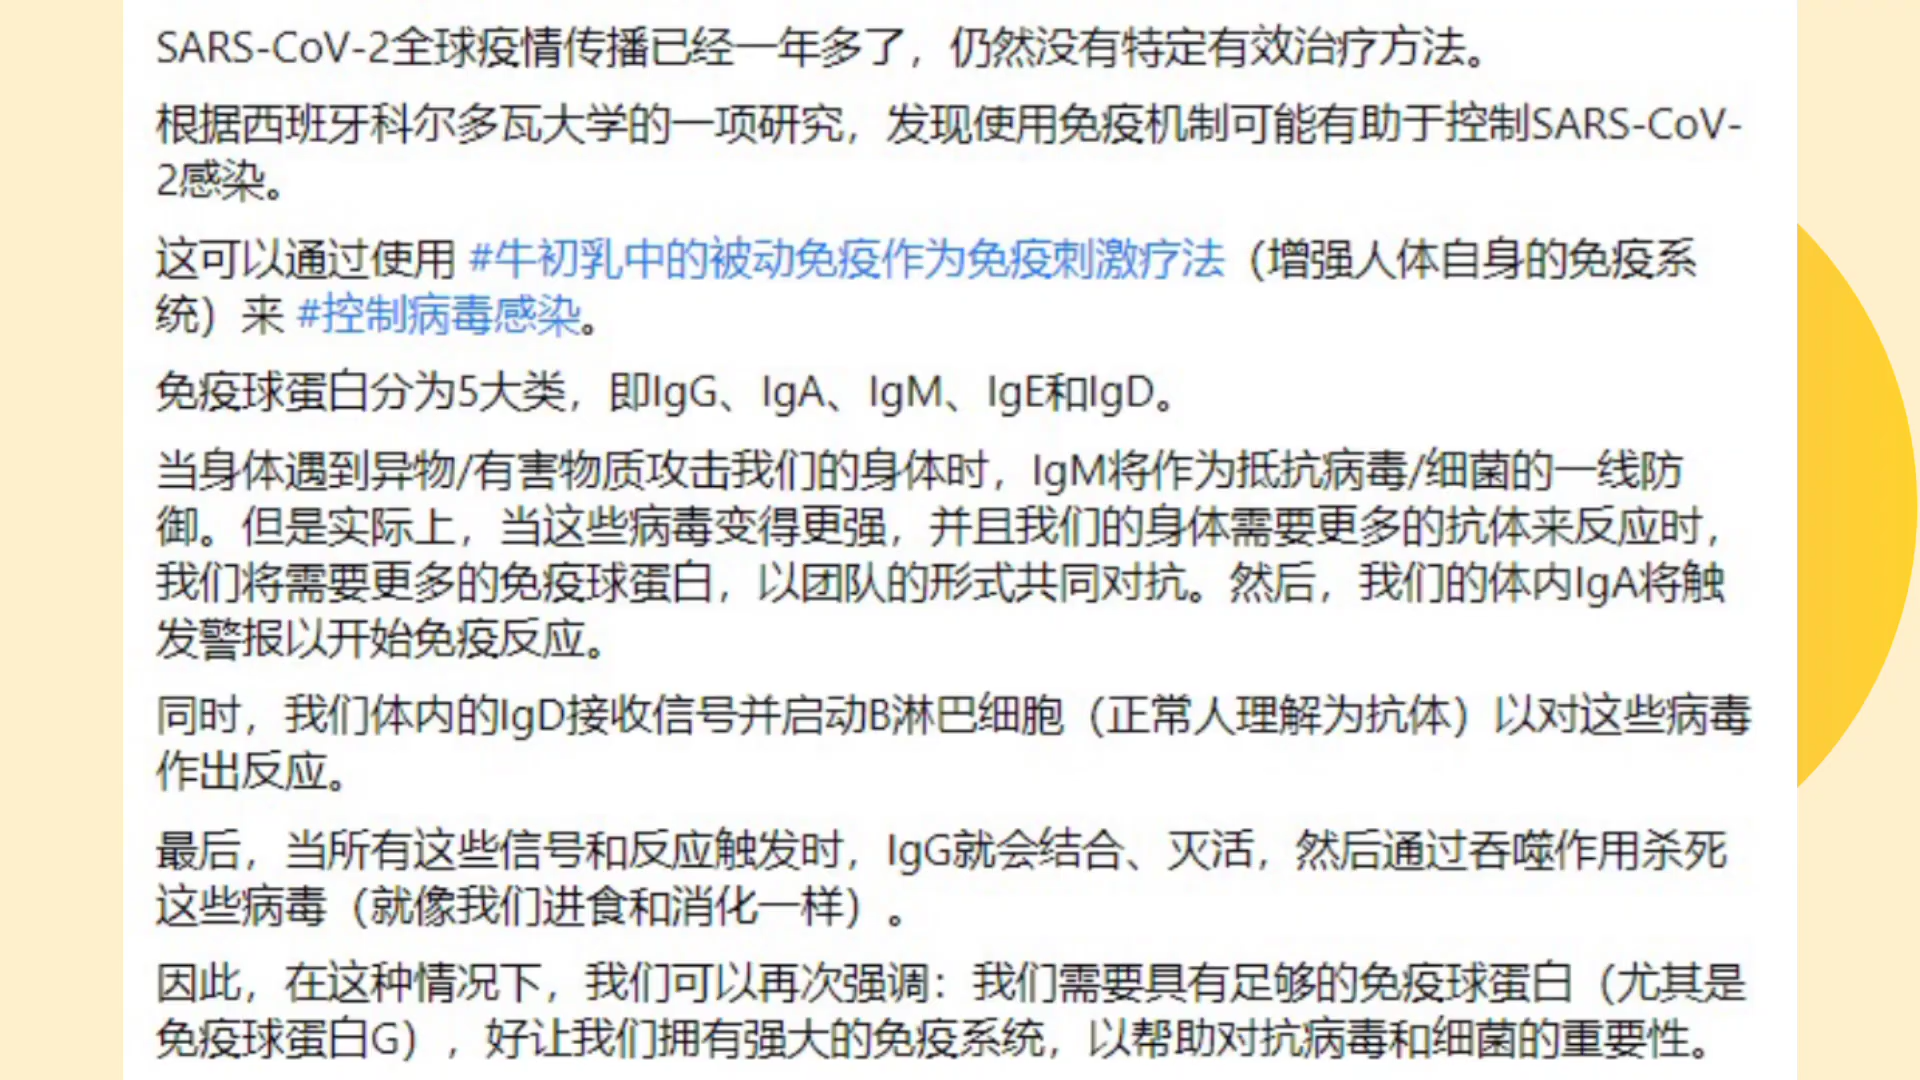 SARS-CoV-2全球疫情传播已经一年多了，仍然没有特定有效治疗方法。
根据西班牙科尔多瓦大学的一项研究，发现使用免疫机制可能有助于控制SARS-CoV-
2感染。
这可以通过使用 #牛初乳中的被动免疫作为免疫刺激疗法（增强人体自身的免疫系
统）来 #控制病毒感染。
免疫球蛋白分为5大类，即IgG、IgA、IgM、IgE和IgD。
当身体遇到异物/有害物质攻击我们的身体时，IgM将作为抵抗病毒/细菌的一线防
御。但是实际上，当这些病毒变得更强，并且我们的身体需要更多的抗体来反应时，
我们将需要更多的免疫球蛋白，以团队的形式共同对抗。然后，我们的体内IgA将触
发警报以开始免疫反应。
同时，我们体内的IgD接收信号并启动B淋巴细胞（正常人理解为抗体）以对这些病毒
作出反应。
最后，当所有这些信号和反应触发时，IgG就会结合、灭活，然后通过吞噬作用杀死
这些病毒（就像我们进食和消化一样）。
因此，在这种情况下，我们可以再次强调：我们需要具有足够的免疫球蛋白（尤其是
免疫球蛋白G），好让我们拥有强大的免疫系统，以帮助对抗病毒和细菌的重要性。